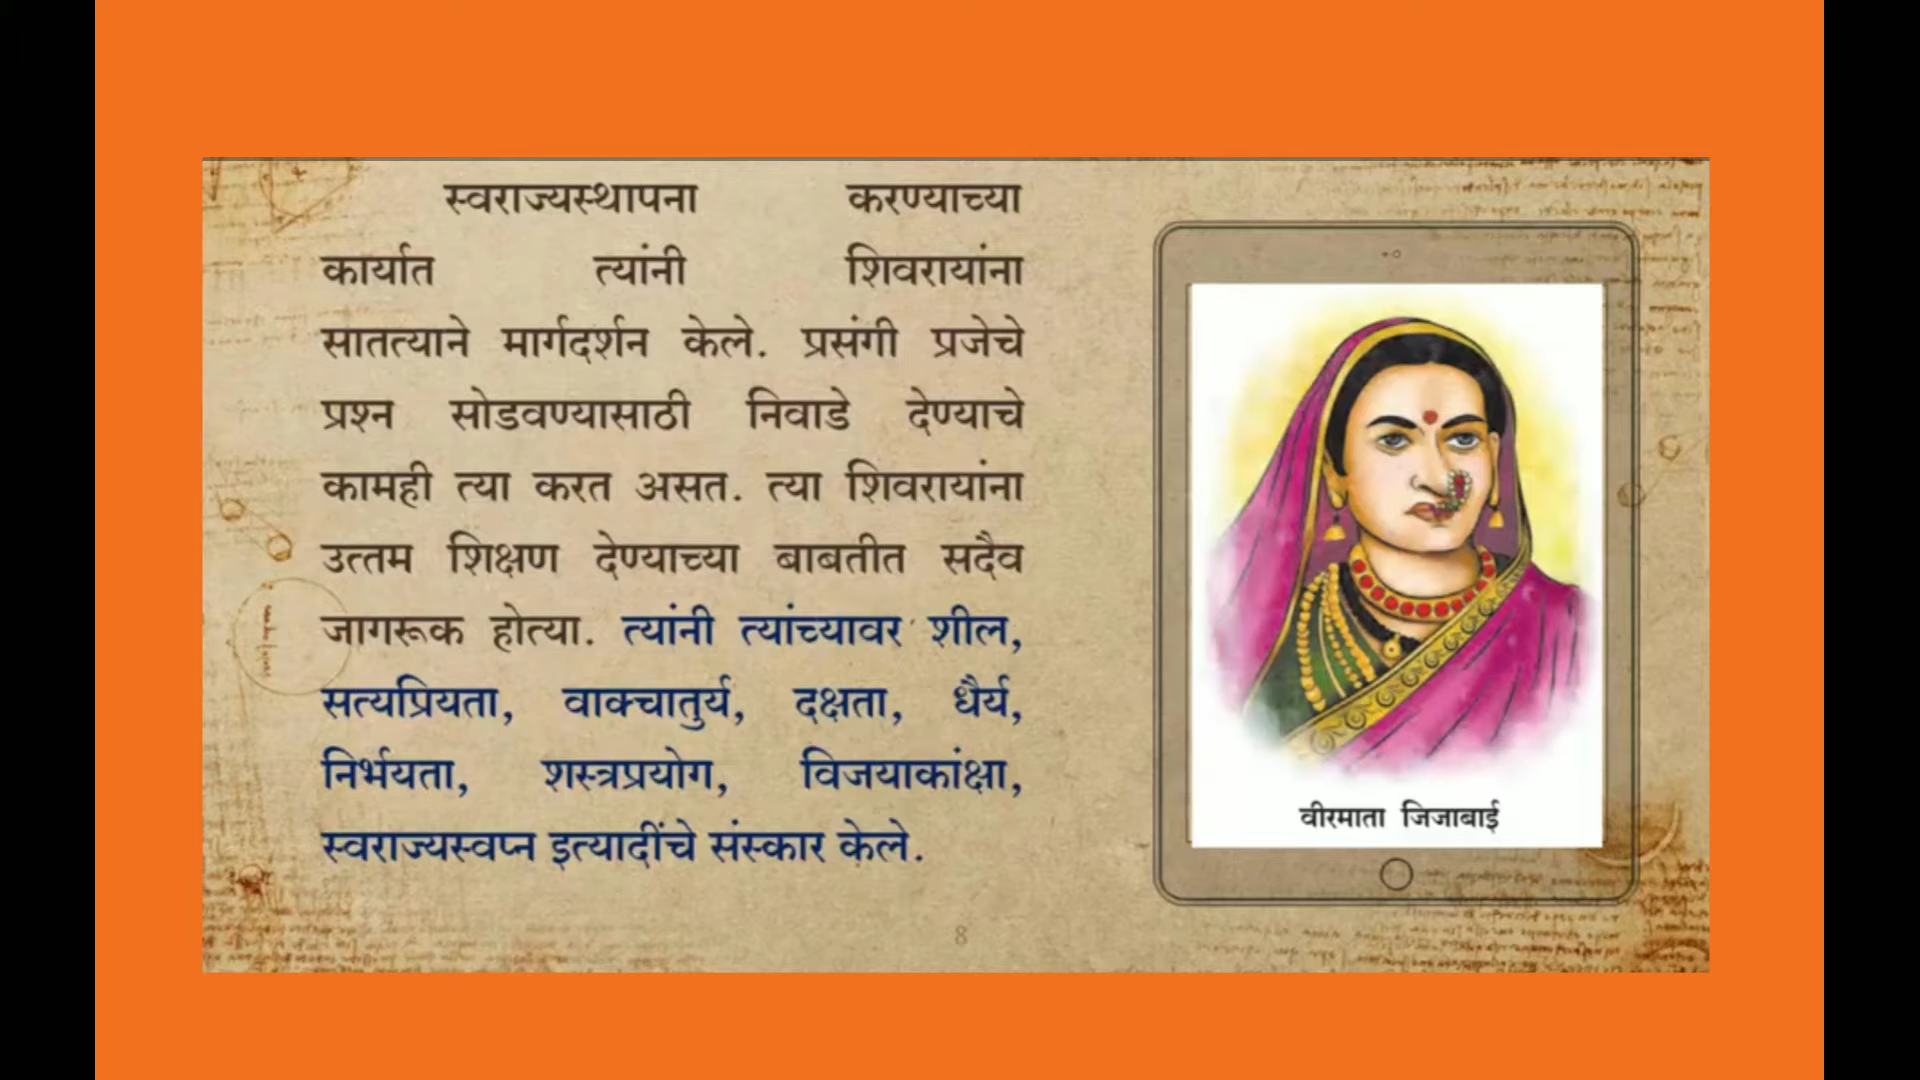 स्वराज्यस्थापना करण्याच्या
कार्यात त्यांनी शिवरायांना
सातत्याने मार्गदर्शन केले. प्रसंगी प्रजेचे
प्रश्न सोडवण्यासाठी निवाडे देण्याचे
कामही त्या करत असत. त्या शिवरायांना
उत्तम शिक्षण देण्याच्या बाबतीत सदैव
जागरूक होत्या. त्यांनी त्यांच्यावर शील,
सत्यप्रियता, वाक्चातुर्य, दक्षता, धैर्य,
निर्भयता, शस्त्रप्रयोग, विजयाकांक्षा,
स्वराज्यस्वप्न इत्यादींचे संस्कार केले.
वीरमाता जिजाबाई
8